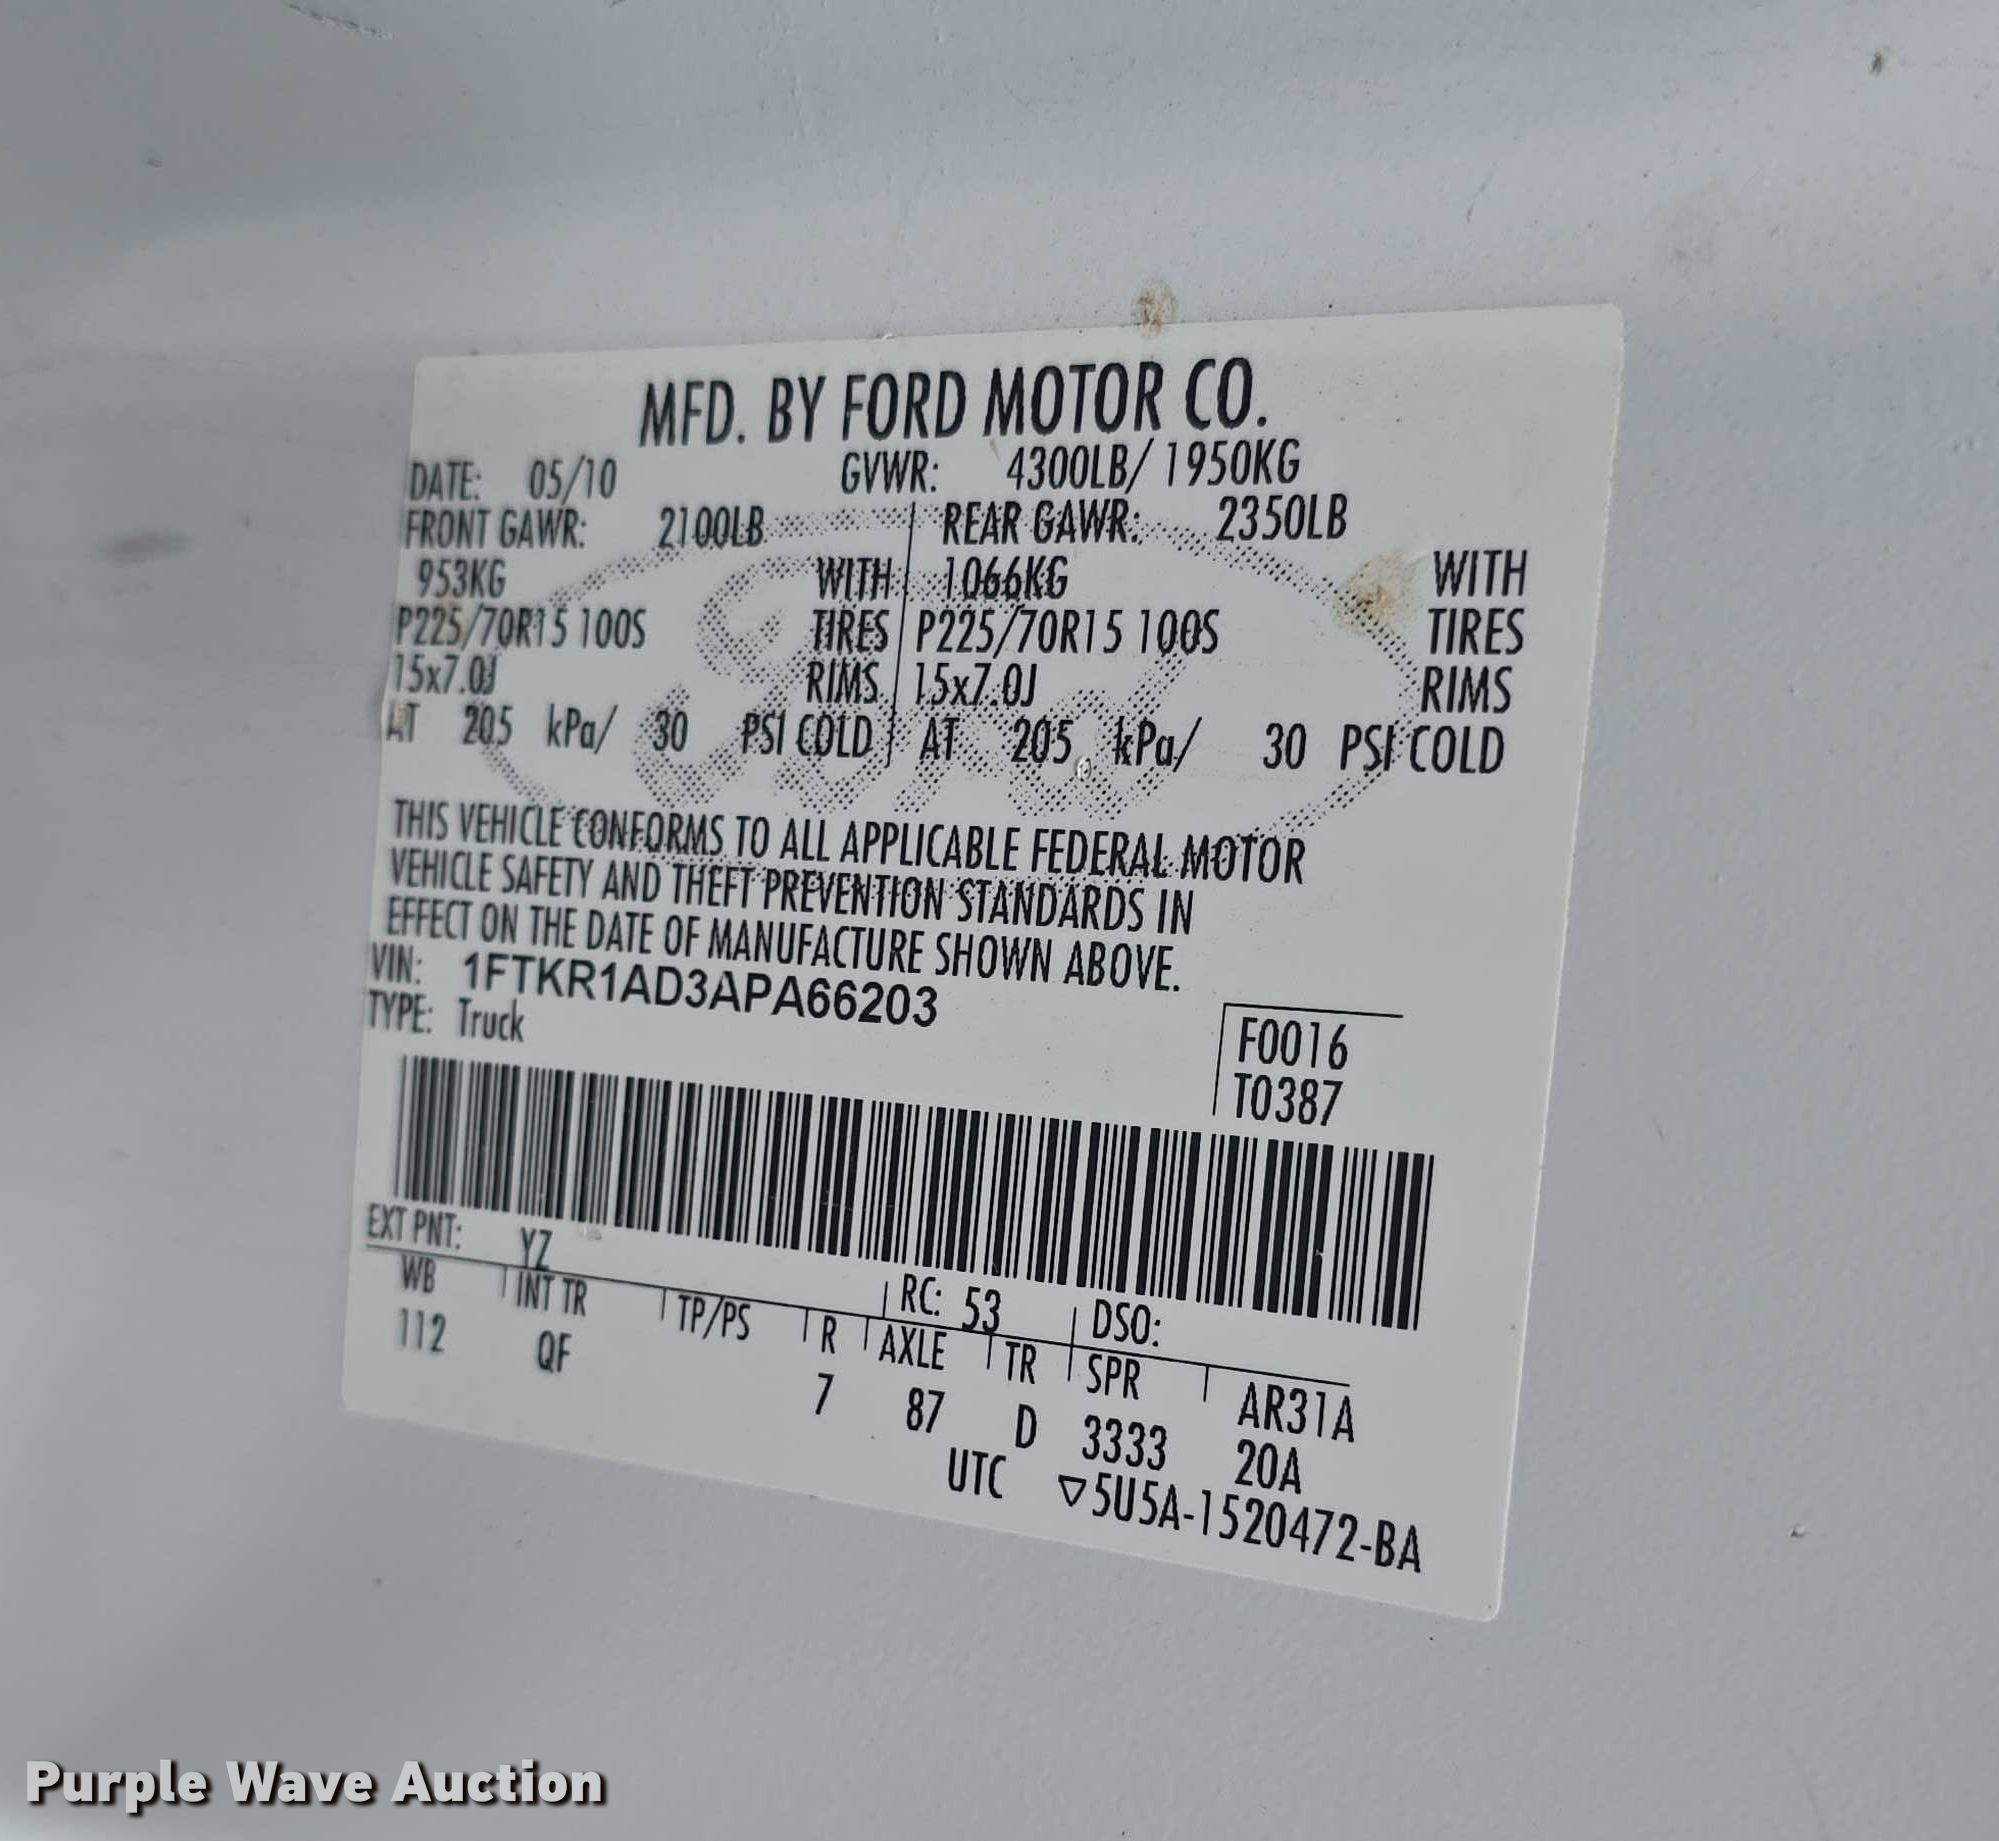 MFD. BY FORD MOTOR CO.
DATE: 05/10 GVWR: 4300LB/ 1950KG
FRONT GAWR: 2100LB REAR GAWR: 2350LB
953KG WITH 1066KG WITH
P225/70R15 100S TIRES P225/70R15 100S TIRES
15x7.0J RIMS 15x7.0J RIMS
AT 205 kPa/ 30 PSI COLD AT 205 kPa/ 30 PSI COLD
THIS VEHICLE CONFORMS TO ALL APPLICABLE FEDERAL MOTOR
VEHICLE SAFETY AND THEFT PREVENTION STANDARDS IN
EFFECT ON THE DATE OF MANUFACTURE SHOWN ABOVE.
VIN: 1FTKR1AD3APA66203
TYPE: Truck
F0016
T0387
EXT PNT: YZ RC: 53 DSO:
WB INT TR TP/PS R AXLE TR SPR AR31A
112 QF 7 87 D 3333 20A
UTC ▽5U5A-1520472-BA
Ford
Purple Wave Auction